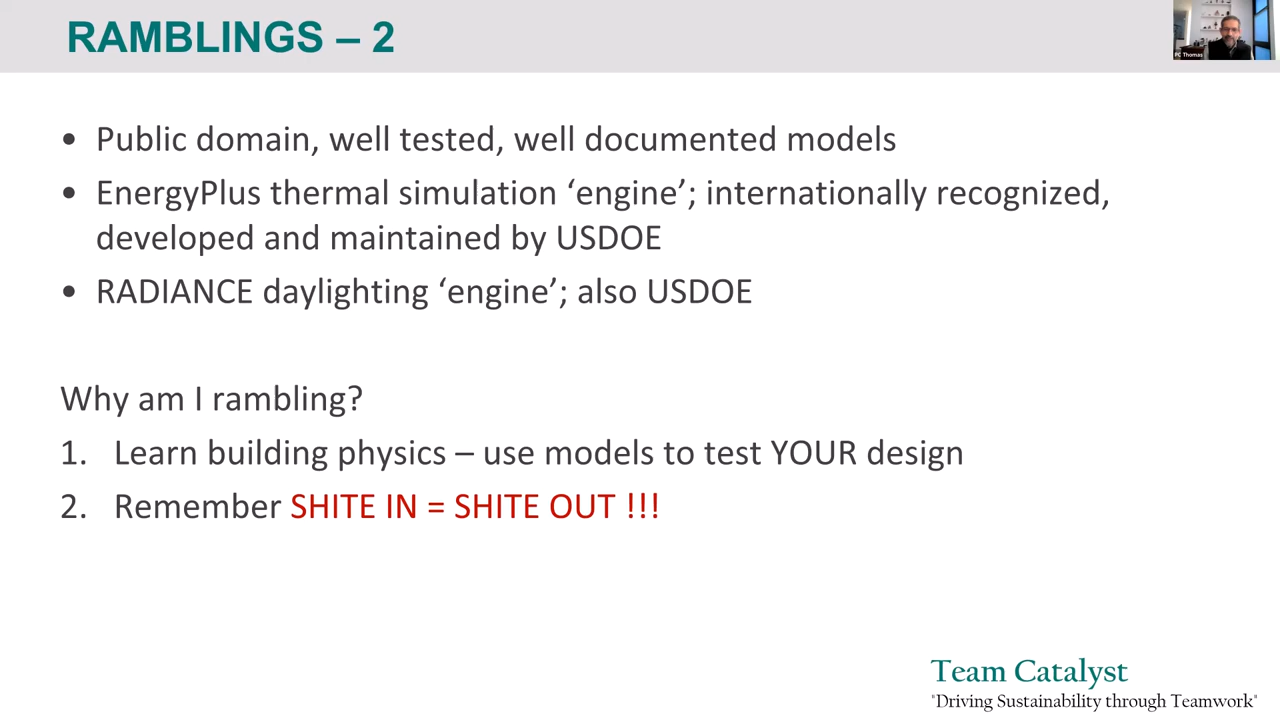 RAMBLINGS – 2
PC Thomas
• Public domain, well tested, well documented models
• EnergyPlus thermal simulation ‘engine’; internationally recognized,
developed and maintained by USDOE
• RADIANCE daylighting ‘engine’; also USDOE
Why am I rambling?
1. Learn building physics – use models to test YOUR design
2. Remember SHITE IN = SHITE OUT !!!
Team Catalyst
"Driving Sustainability through Teamwork"